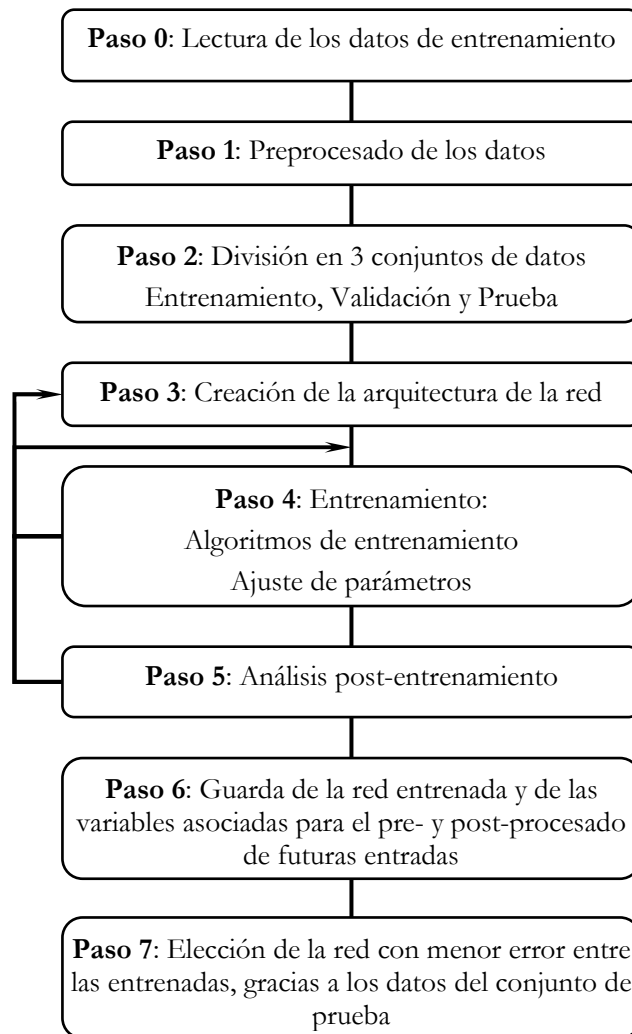 Paso 0: Lectura de los datos de entrenamiento
Paso 1: Preprocesado de los datos
Paso 2: División en 3 conjuntos de datos
Entrenamiento, Validación y Prueba
Paso 3: Creación de la arquitectura de la red
Paso 4: Entrenamiento:
Algoritmos de entrenamiento
Ajuste de parámetros
Paso 5: Análisis post-entrenamiento
Paso 6: Guarda de la red entrenada y de las
variables asociadas para el pre- y post-procesado
de futuras entradas
Paso 7: Elección de la red con menor error entre
las entrenadas, gracias a los datos del conjunto de
prueba